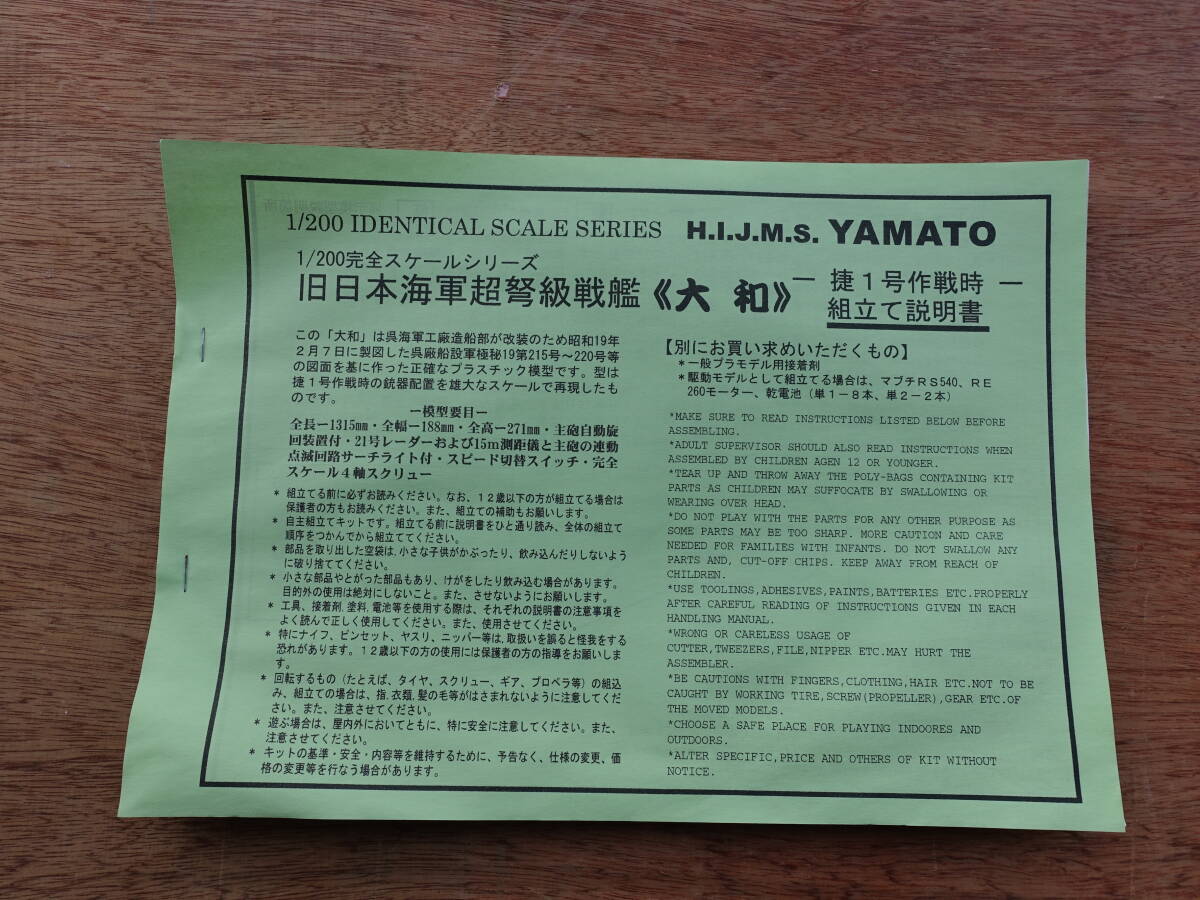 1/200 IDENTICAL SCALE SERIES H.I.J.M.S. YAMATO
1/200完全スケールシリーズ
旧日本海軍超弩級戦艦《大 和》
― 捷1号作戦時 ―
組立て説明書
この「大和」は呉海軍工廠造船部が改装のため昭和19年
2月7日に製図した呉廠船設軍極秘19第215号～220号等
の図面を基に作った正確なプラスチック模型です。型は
捷1号作戦時の銃器配置を雄大なスケールで再現したも
のです。
ー模型要目ー
全長ー1315㎜・全幅ー188㎜・全高ー271㎜・主砲自動旋
回装置付・21号レーダーおよび15m測距儀と主砲の連動
点滅回路サーチライト付・スピード切替スイッチ・完全
スケール4軸スクリュー
* 組立てる前に必ずお読みください。なお、12歳以下の方が組立てる場合は
保護者の方もお読みください。また、組立ての補助もお願いします。
* 自主組立てキットです。組立てる前に説明書をひと通り読み、全体の組立て
順序をつかんでから組立ててください。
* 部品を取り出した空袋は､小さな子供がかぶったり、飲み込んだりしないよう
に破り捨ててください。
* 小さな部品やとがった部品もあり、けがをしたり飲み込む場合があります。
目的外の使用は絶対にしないこと。また、させないようにお願いします。
* 工具、接着剤､塗料､電池等を使用する際は、それぞれの説明書の注意事項を
よく読んで正しく使用してください。また、使用させてください。
* 特にナイフ、ピンセット、ヤスリ、ニッパー等は､取扱いを誤ると怪我をする
恐れがあります。12歳以下の方の使用には保護者の方の指導をお願いしま
す。
* 回転するもの（たとえば、タイヤ、スクリュー、ギア、プロペラ等）の組込
み、組立ての場合は、指､衣類､髪の毛等がはさまれないように注意してくだ
さい。また、注意させてください。
* 遊ぶ場合は、屋内外においてともに、特に安全に注意してください。また、
注意させてください。
* キットの基準・安全・内容等を維持するために、予告なく、仕様の変更、価
格の変更等を行なう場合があります。
【別にお買い求めいただくもの】
*一般プラモデル用接着剤
*駆動モデルとして組立てる場合は、マブチRS540、RE
260モーター、乾電池（単1－8本、単2－2本）
*MAKE SURE TO READ INSTRUCTIONS LISTED BELOW BEFORE
ASSEMBLING.
*ADULT SUPERVISOR SHOULD ALSO READ INSTRUCTIONS WHEN
ASSEMBLED BY CHILDREN AGEN 12 OR YOUNGER.
*TEAR UP AND THROW AWAY THE POLY-BAGS CONTAINING KIT
PARTS AS CHILDREN MAY SUFFOCATE BY SWALLOWING OR
WEARING OVER HEAD.
*DO NOT PLAY WITH THE PARTS FOR ANY OTHER PURPOSE AS
SOME PARTS MAY BE TOO SHARP. MORE CAUTION AND CARE
NEEDED FOR FAMILIES WITH INFANTS. DO NOT SWALLOW ANY
PARTS AND, CUT-OFF CHIPS. KEEP AWAY FROM REACH OF
CHILDREN.
*USE TOOLINGS,ADHESIVES,PAINTS,BATTERIES ETC.PROPERLY
AFTER CAREFUL READING OF INSTRUCTIONS GIVEN IN EACH
HANDLING MANUAL.
*WRONG OR CARELESS USAGE OF
CUTTER,TWEEZERS,FILE,NIPPER ETC.MAY HURT THE
ASSEMBLER.
*BE CAUTIONS WITH FINGERS,CLOTHING,HAIR ETC.NOT TO BE
CAUGHT BY WORKING TIRE,SCREW(PROPELLER),GEAR ETC.OF
THE MOVED MODELS.
*CHOOSE A SAFE PLACE FOR PLAYING INDOORES AND
OUTDOORS.
*ALTER SPECIFIC,PRICE AND OTHERS OF KIT WITHOUT
NOTICE.